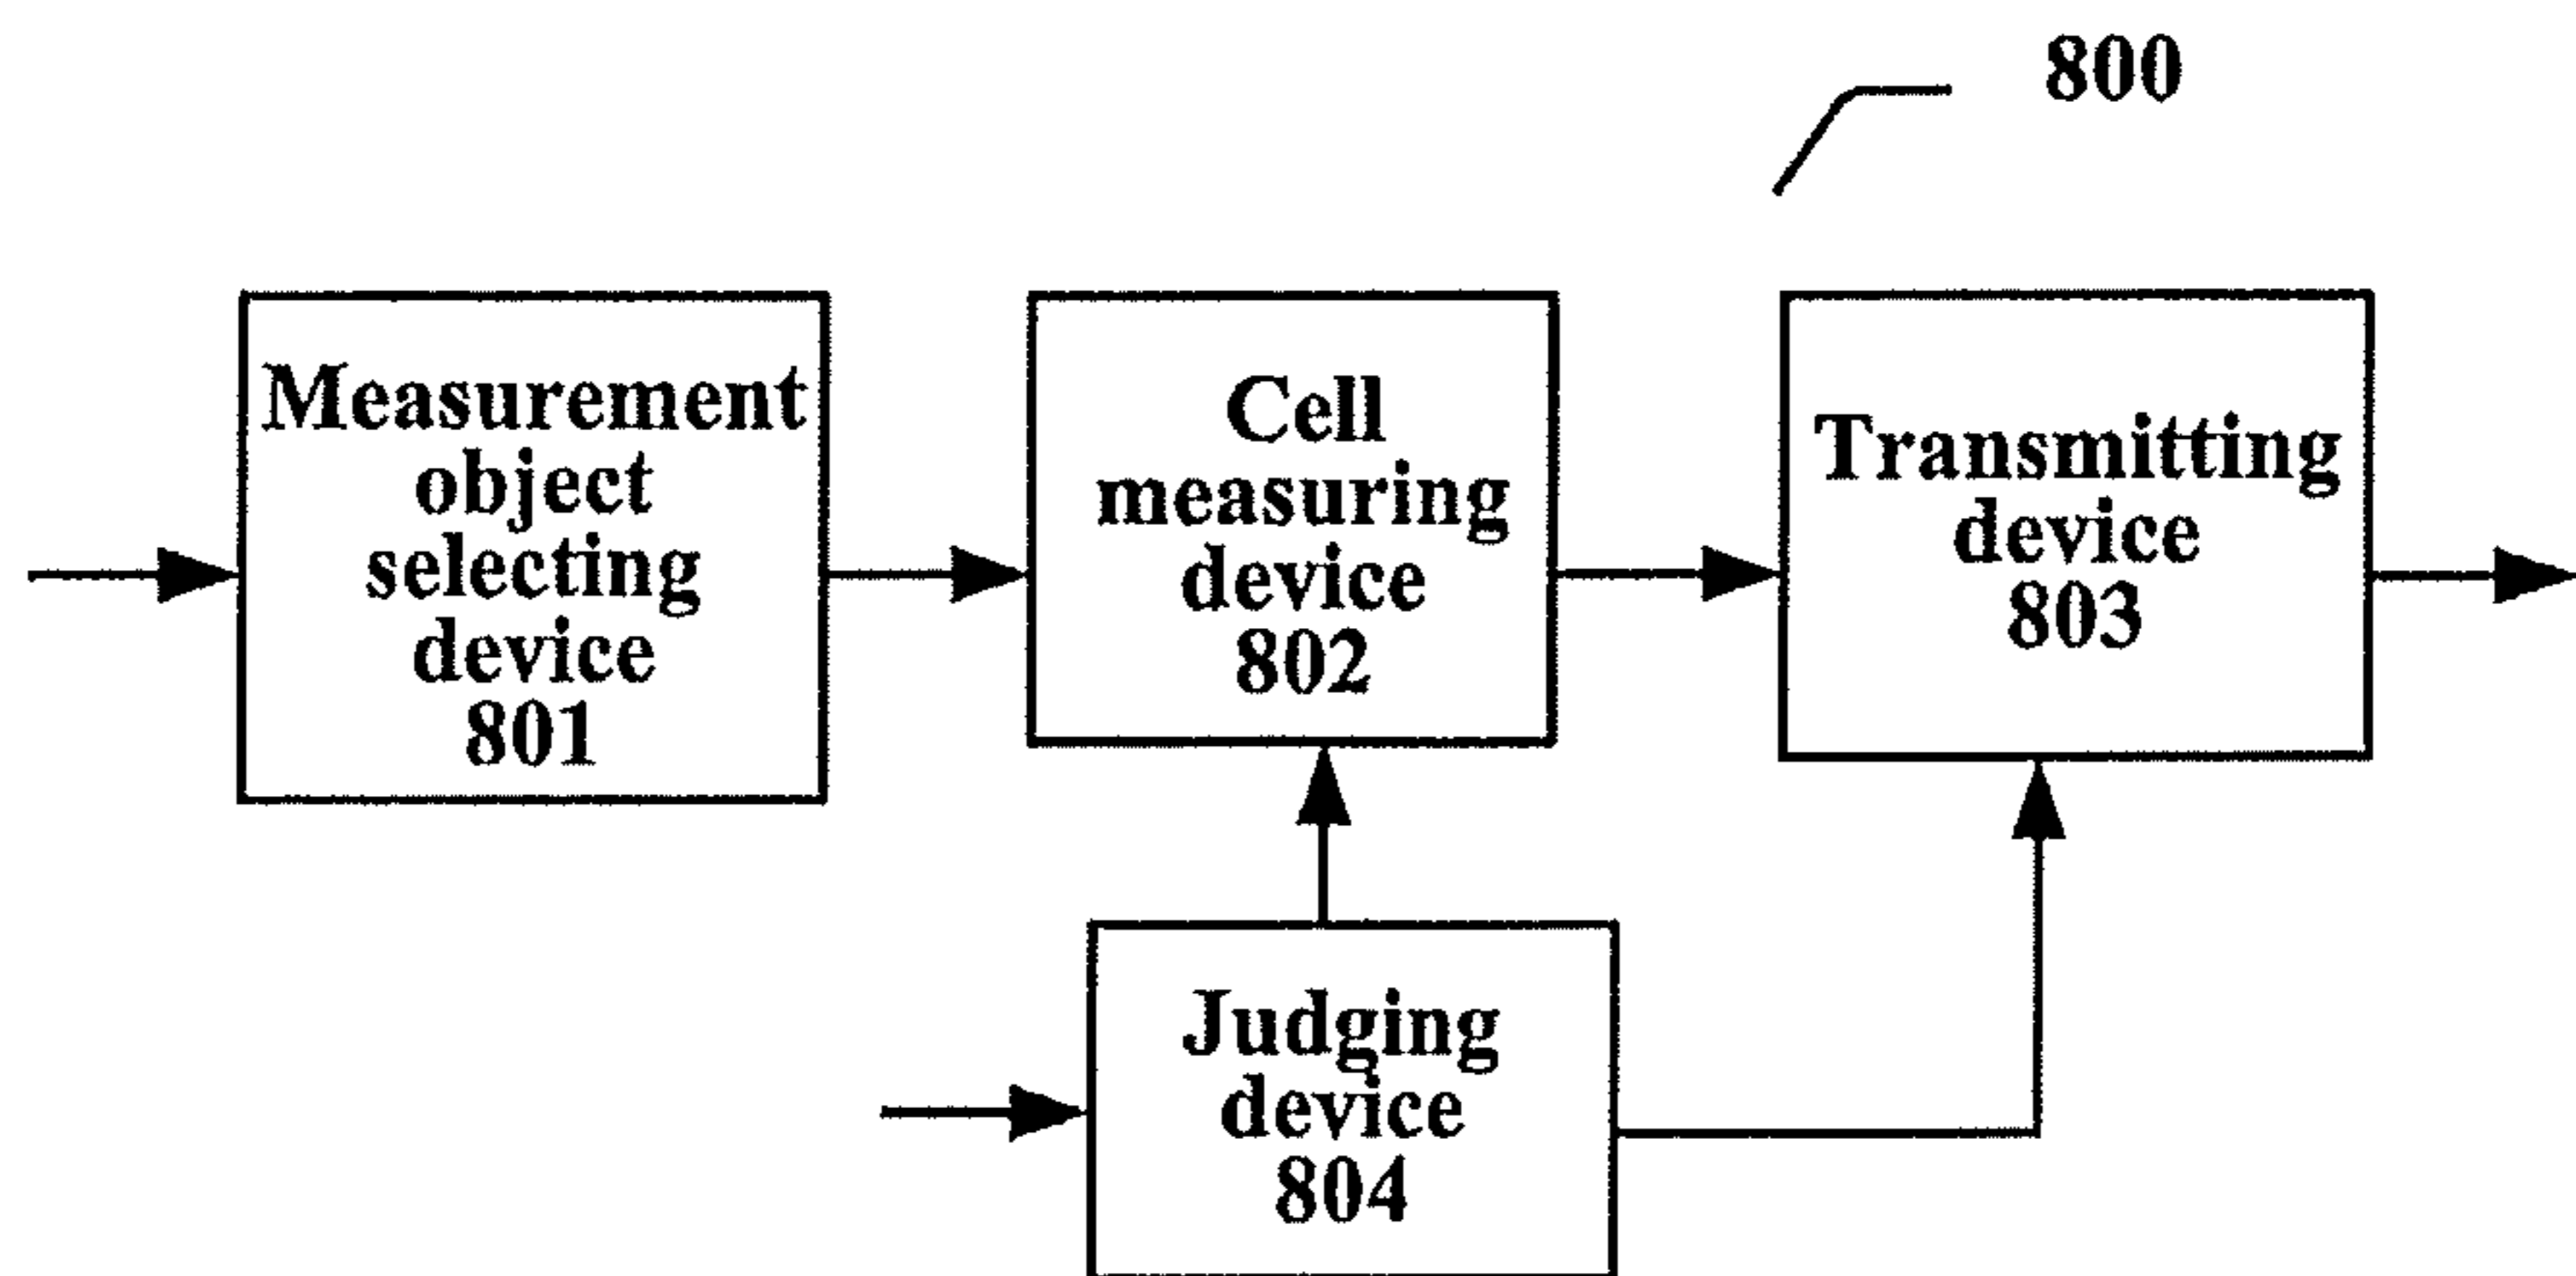 800
Measurement
object
selecting
device
801
Cell
measuring
device
802
Transmitting
device
803
Judging
device
804